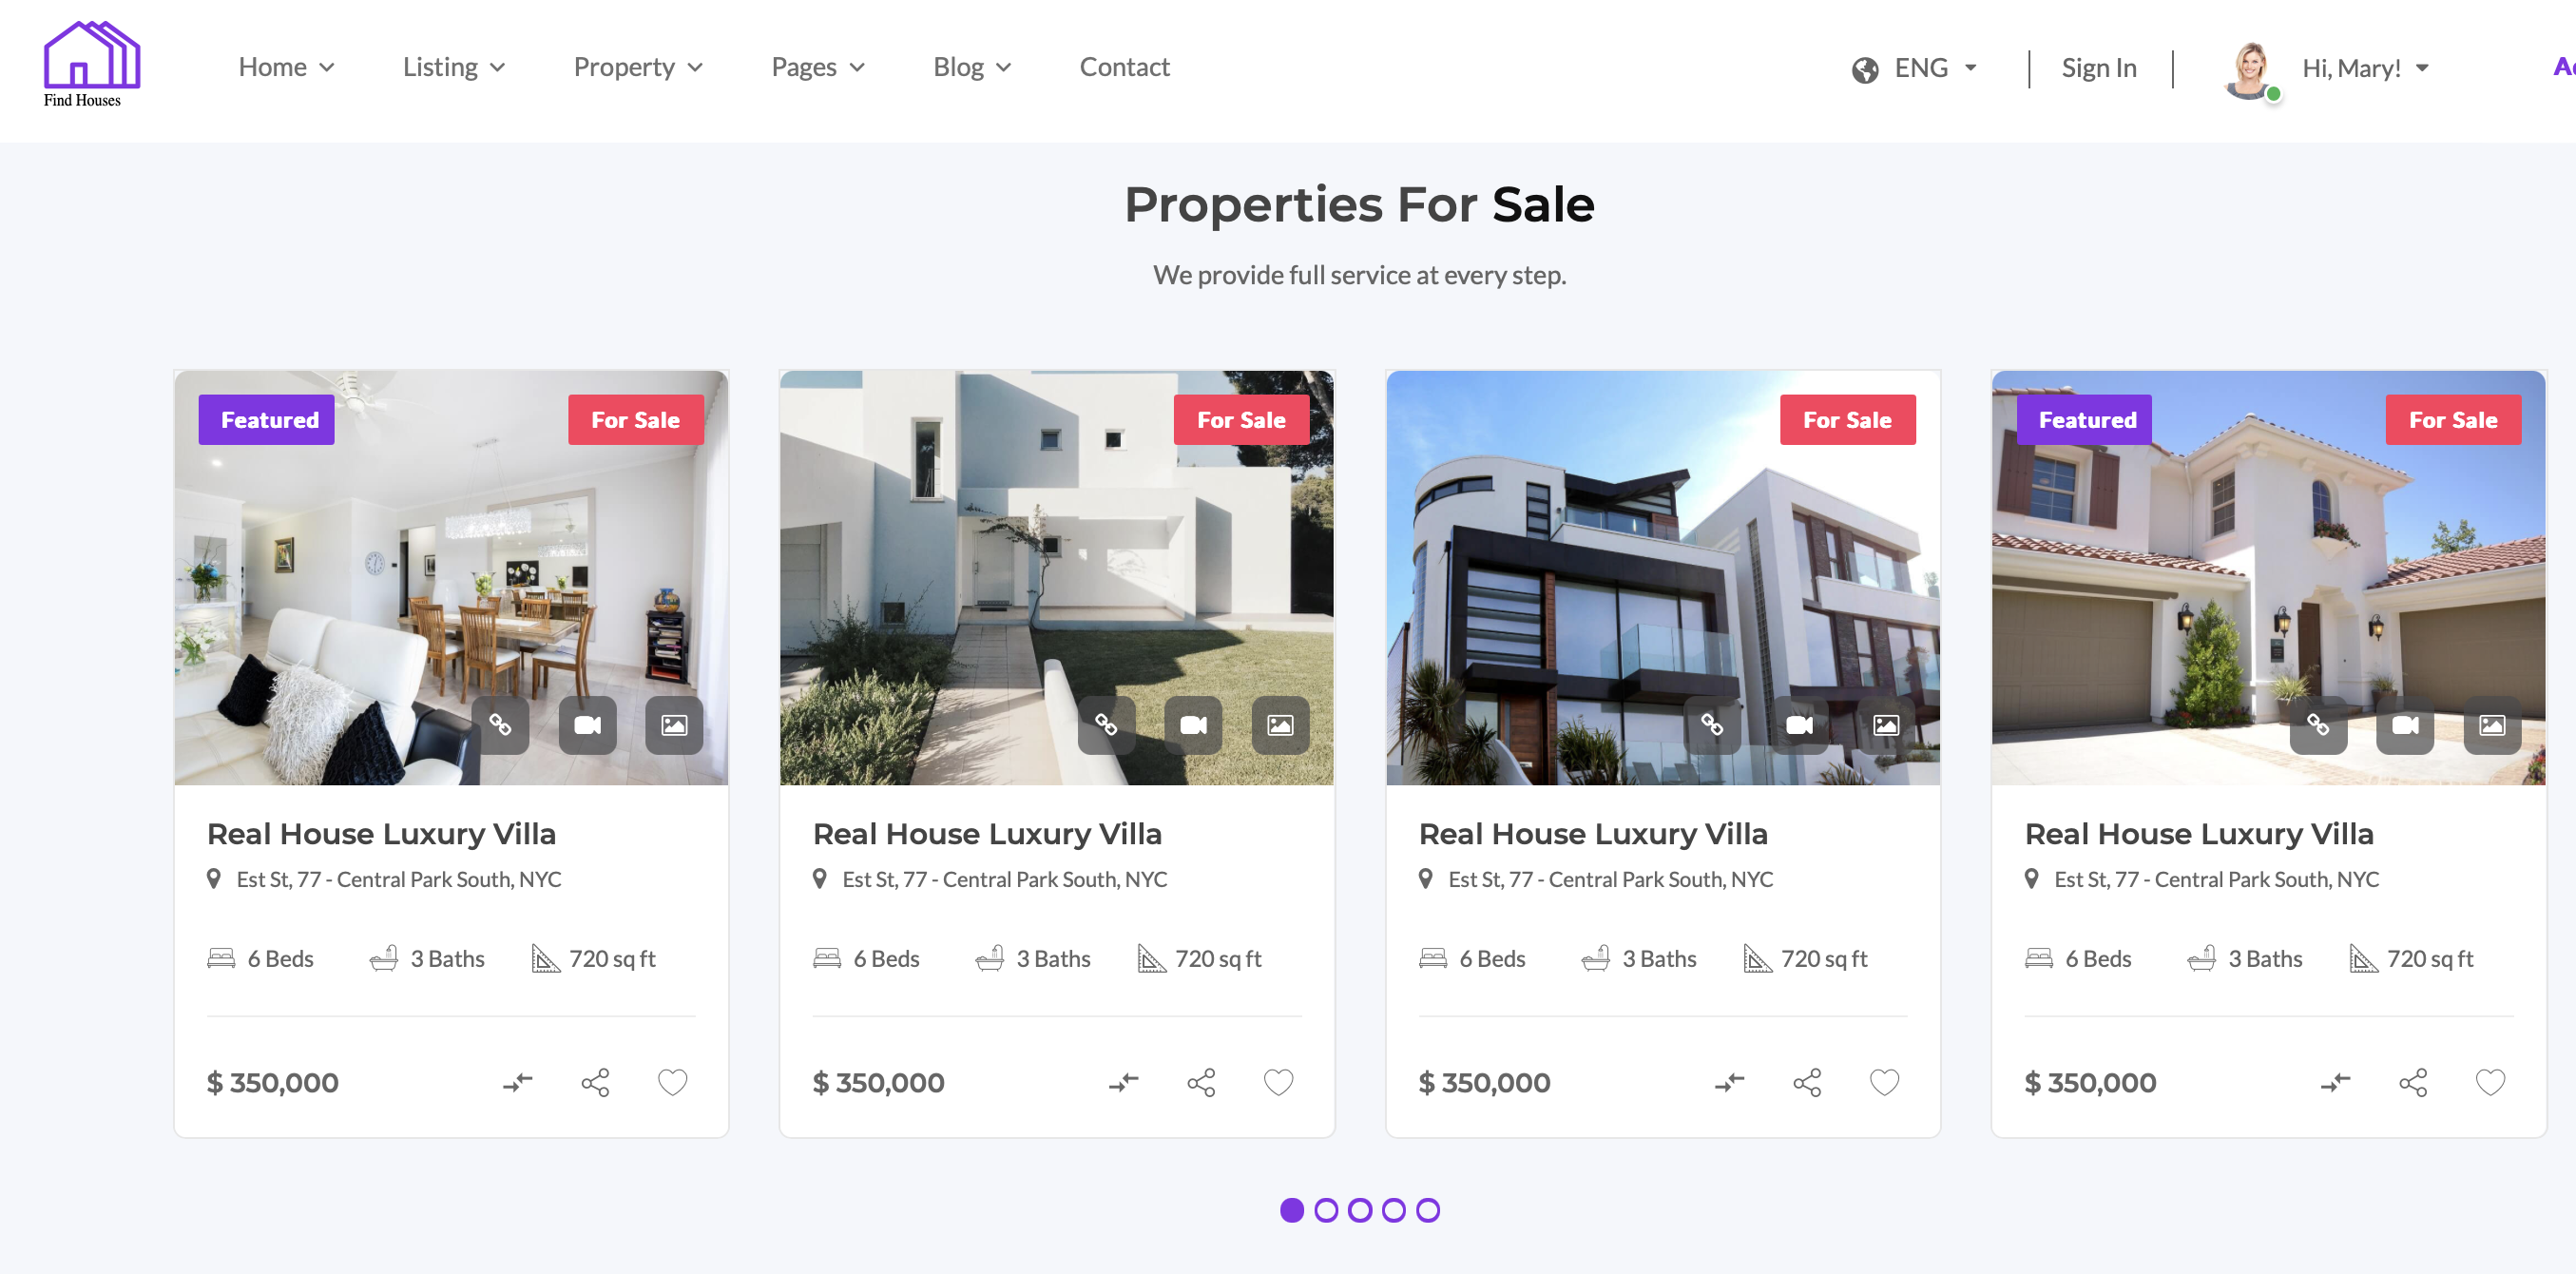 Find Houses
Home
Listing
Property
Pages
Blog
Contact
ENG
Sign In
Hi, Mary!
Properties For Sale
We provide full service at every step.
Featured
For Sale
Real House Luxury Villa
Est St, 77 - Central Park South, NYC
6 Beds
3 Baths
720 sq ft
$ 350,000
For Sale
Real House Luxury Villa
Est St, 77 - Central Park South, NYC
6 Beds
3 Baths
720 sq ft
$ 350,000
For Sale
Real House Luxury Villa
Est St, 77 - Central Park South, NYC
6 Beds
3 Baths
720 sq ft
$ 350,000
Featured
For Sale
Real House Luxury Villa
Est St, 77 - Central Park South, NYC
6 Beds
3 Baths
720 sq ft
$ 350,000